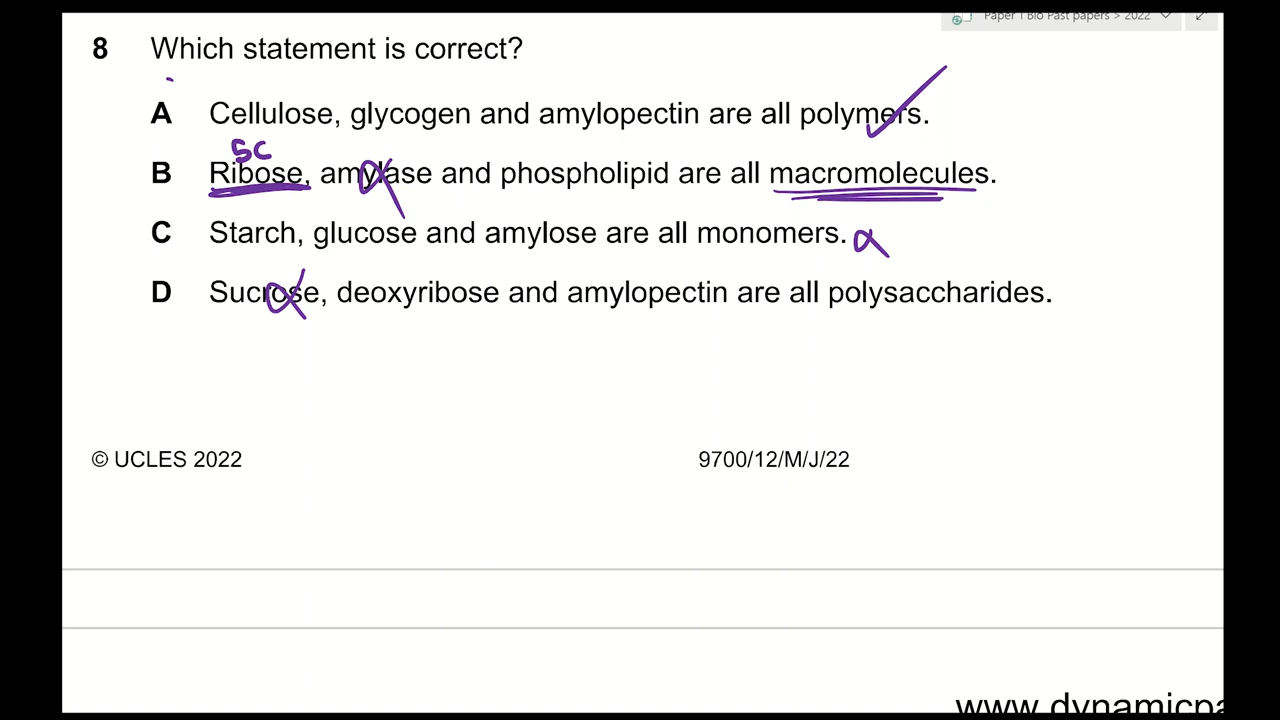 Paper 1 Bio Past papers > 2022
8 Which statement is correct?
A Cellulose, glycogen and amylopectin are all polymers.
5C
B Ribose, amylase and phospholipid are all macromolecules.
C Starch, glucose and amylose are all monomers.
D Sucrose, deoxyribose and amylopectin are all polysaccharides.
© UCLES 2022 9700/12/M/J/22